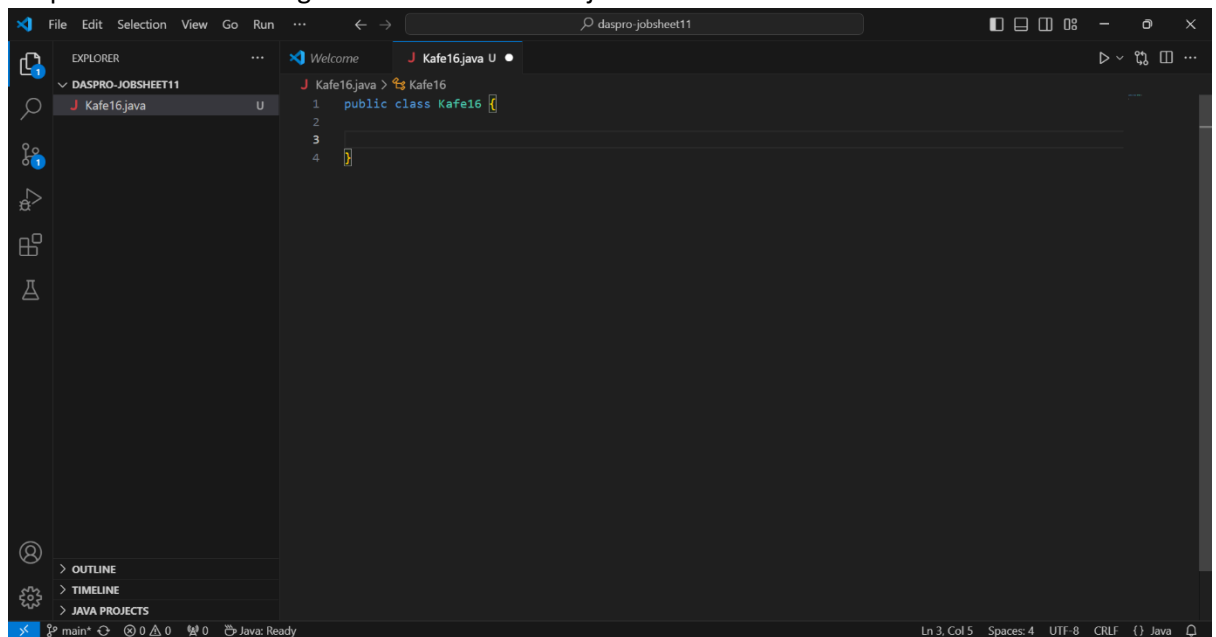 File Edit Selection View Go Run ... daspro-jobsheet11
EXPLORER ...
Welcome
J Kafe16.java U
DASPRO-JOBSHEET11
J Kafe16.java U
J Kafe16.java > Kafe16
1 public class Kafe16 {
2
3
4 }
1
1
OUTLINE
TIMELINE
JAVA PROJECTS
main* 0 0 0 Java: Ready Ln 3, Col 5 Spaces: 4 UTF-8 CRLF {} Java